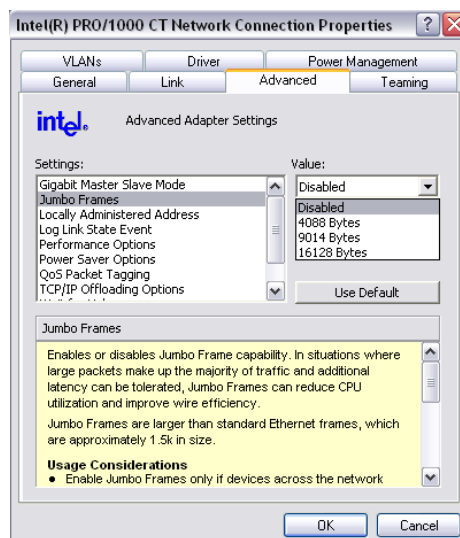 Intel(R) PRO/1000 CT Network Connection Properties
VLANs Driver Power Management
General Link Advanced Teaming
intel® Advanced Adapter Settings
Settings: Value:
Gigabit Master Slave Mode
Jumbo Frames
Locally Administered Address
Log Link State Event
Performance Options
Power Saver Options
QoS Packet Tagging
TCP/IP Offloading Options
Disabled
Disabled
4088 Bytes
9014 Bytes
16128 Bytes
Use Default
Jumbo Frames
Enables or disables Jumbo Frame capability. In situations where
large packets make up the majority of traffic and additional
latency can be tolerated, Jumbo Frames can reduce CPU
utilization and improve wire efficiency.
Jumbo Frames are larger than standard Ethernet frames, which
are approximately 1.5k in size.
Usage Considerations
• Enable Jumbo Frames only if devices across the network
OK Cancel